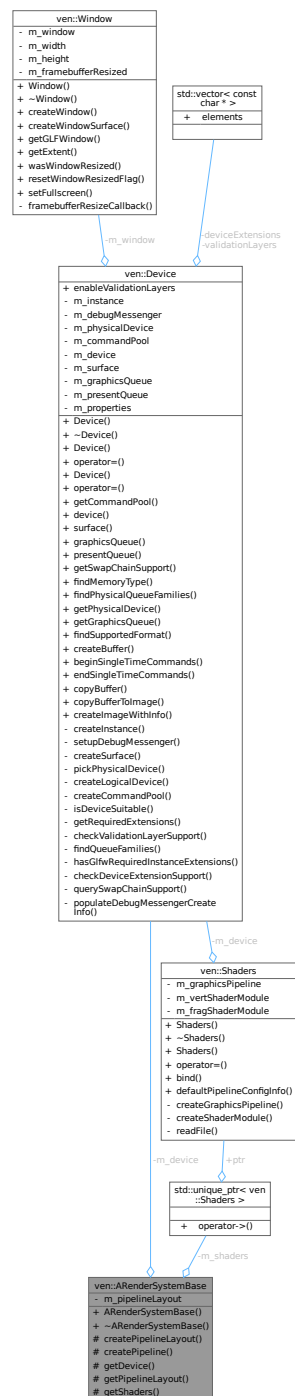 ven::Window
- m_window
- m_width
- m_height
- m_framebufferResized
+ Window()
+ ~Window()
+ createWindow()
+ createWindowSurface()
+ getGLFWindow()
+ getExtent()
+ wasWindowResized()
+ resetWindowResizedFlag()
+ setFullscreen()
- framebufferResizeCallback()
std::vector< const
char * >
+ elements
-m_window
-deviceExtensions
-validationLayers
ven::Device
+ enableValidationLayers
- m_instance
- m_debugMessenger
- m_physicalDevice
- m_commandPool
- m_device
- m_surface
- m_graphicsQueue
- m_presentQueue
- m_properties
+ Device()
+ ~Device()
+ Device()
+ operator=()
+ Device()
+ operator=()
+ getCommandPool()
+ device()
+ surface()
+ graphicsQueue()
+ presentQueue()
+ getSwapChainSupport()
+ findMemoryType()
+ findPhysicalQueueFamilies()
+ getPhysicalDevice()
+ getGraphicsQueue()
+ findSupportedFormat()
+ createBuffer()
+ beginSingleTimeCommands()
+ endSingleTimeCommands()
+ copyBuffer()
+ copyBufferToImage()
+ createImageWithInfo()
- createInstance()
- setupDebugMessenger()
- createSurface()
- pickPhysicalDevice()
- createLogicalDevice()
- createCommandPool()
- isDeviceSuitable()
- getRequiredExtensions()
- checkValidationLayerSupport()
- findQueueFamilies()
- hasGlfwRequiredInstanceExtensions()
- checkDeviceExtensionSupport()
- querySwapChainSupport()
- populateDebugMessengerCreate
Info()
-m_device
ven::Shaders
- m_graphicsPipeline
- m_vertShaderModule
- m_fragShaderModule
+ Shaders()
+ ~Shaders()
+ Shaders()
+ operator=()
+ bind()
+ defaultPipelineConfigInfo()
- createGraphicsPipeline()
- createShaderModule()
- readFile()
-m_device
+ptr
std::unique_ptr< ven
::Shaders >
+ operator->()
-m_shaders
ven::ARenderSystemBase
- m_pipelineLayout
+ ARenderSystemBase()
+ ~ARenderSystemBase()
# createPipelineLayout()
# createPipeline()
# getDevice()
# getPipelineLayout()
# getShaders()